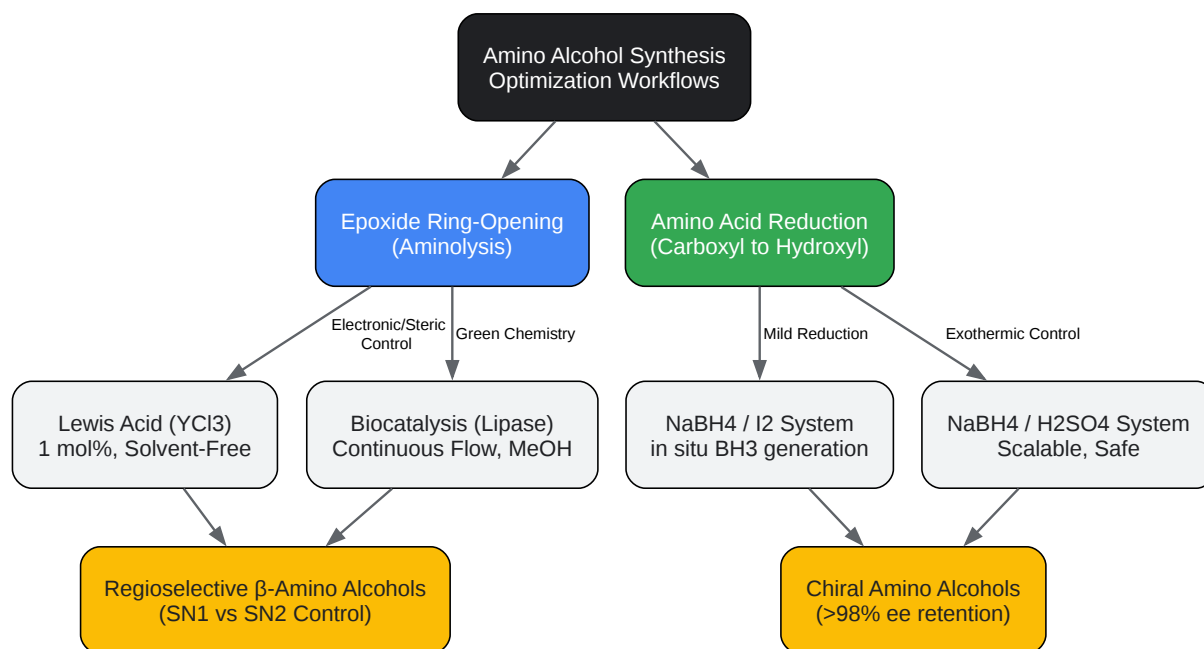 Amino Alcohol Synthesis
Optimization Workflows
Epoxide Ring-Opening
(Aminolysis)
Amino Acid Reduction
(Carboxyl to Hydroxyl)
Electronic/Steric
Control
Green Chemistry
Mild Reduction
Exothermic Control
Lewis Acid (YCl3)
1 mol%, Solvent-Free
Biocatalysis (Lipase)
Continuous Flow, MeOH
NaBH4 / I2 System
in situ BH3 generation
NaBH4 / H2SO4 System
Scalable, Safe
Regioselective β-Amino Alcohols
(SN1 vs SN2 Control)
Chiral Amino Alcohols
(>98% ee retention)